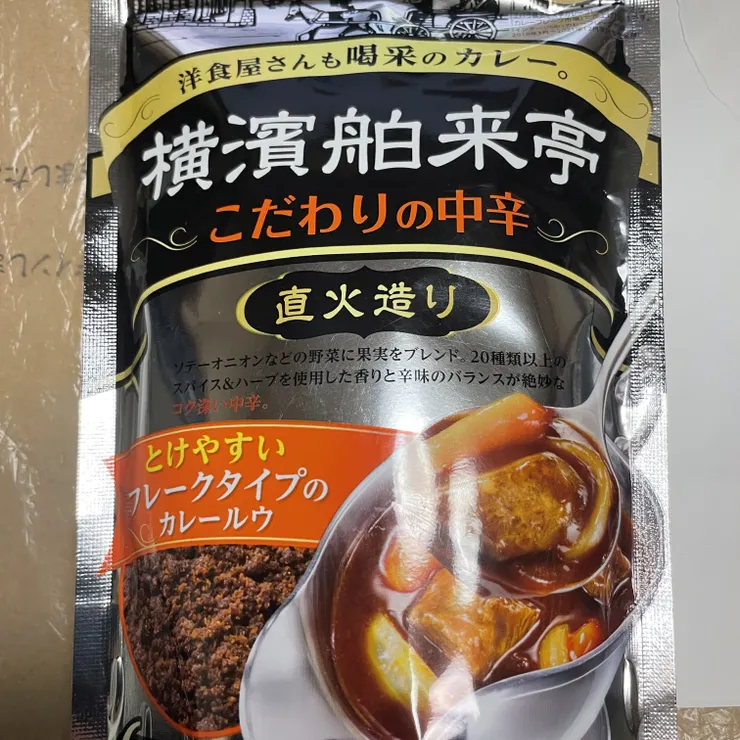 洋食屋さんも喝采のカレー。
横濱舶来亭
こだわりの中辛
直火造り
ソテーオニオンなどの野菜に果実をブレンド。20種類以上の
スパイス&ハーブを使用した香りと辛味のバランスが絶妙な
コク深い中辛。
とけやすい
フレークタイプの
カレールウ